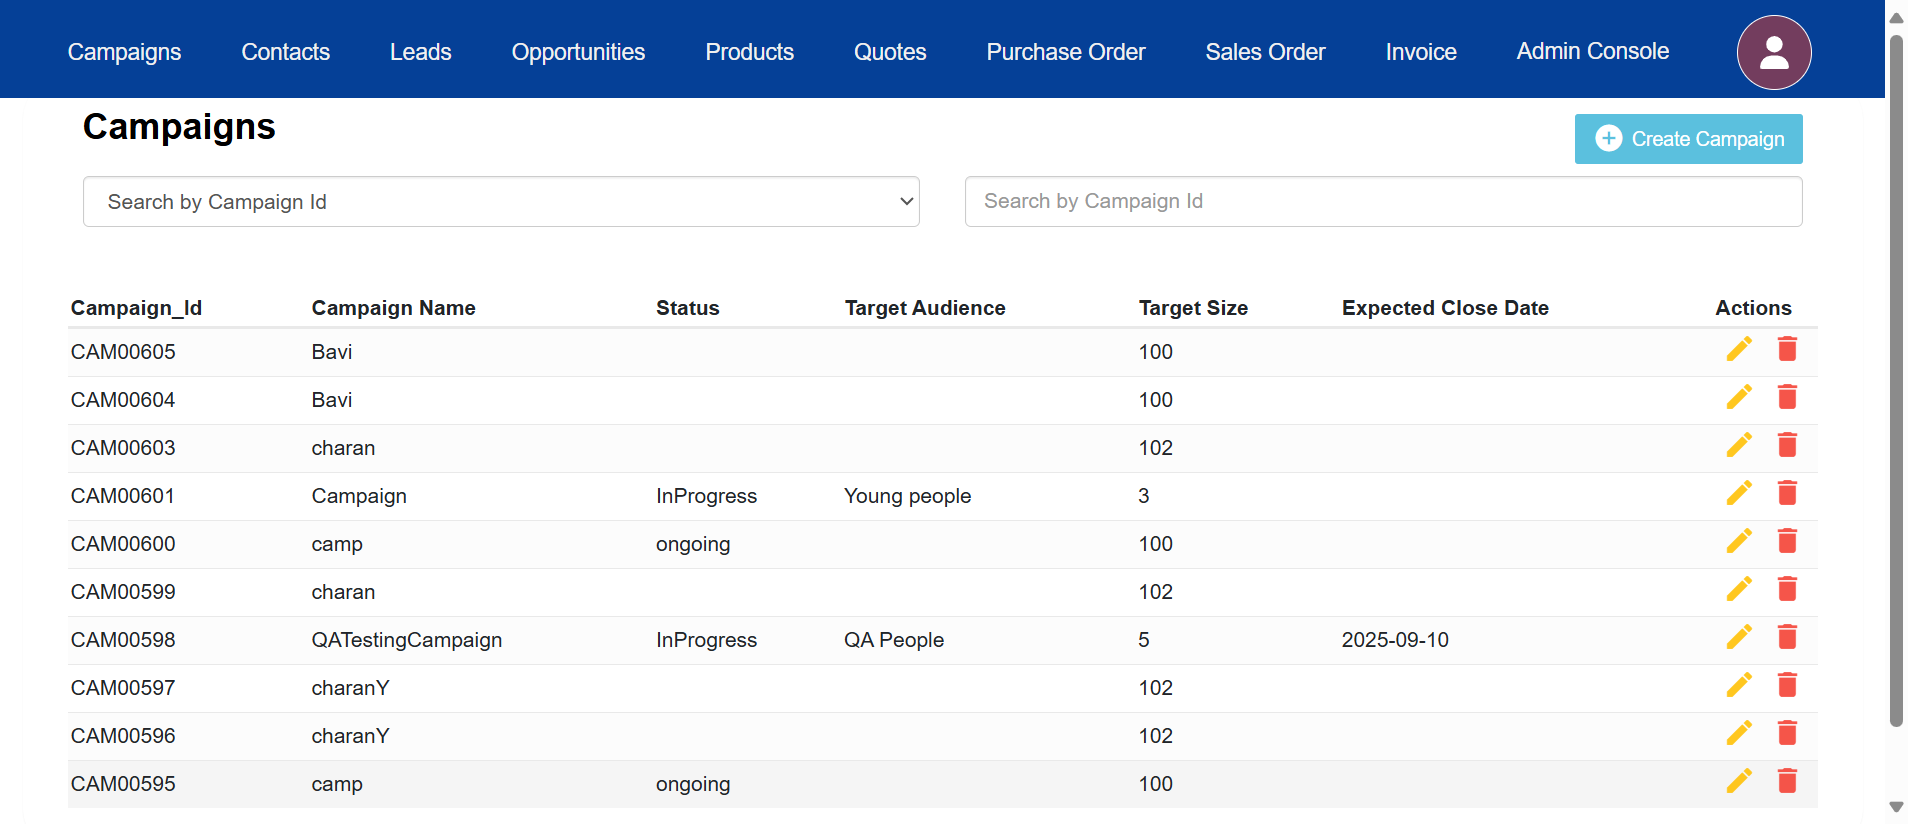 Campaigns Contacts Leads Opportunities Products Quotes Purchase Order Sales Order Invoice Admin Console
Campaigns
Create Campaign
Search by Campaign Id Search by Campaign Id
Campaign_Id Campaign Name Status Target Audience Target Size Expected Close Date Actions
CAM00605 Bavi 100
CAM00604 Bavi 100
CAM00603 charan 102
CAM00601 Campaign InProgress Young people 3
CAM00600 camp ongoing 100
CAM00599 charan 102
CAM00598 QATestingCampaign InProgress QA People 5 2025-09-10
CAM00597 charanY 102
CAM00596 charanY 102
CAM00595 camp ongoing 100